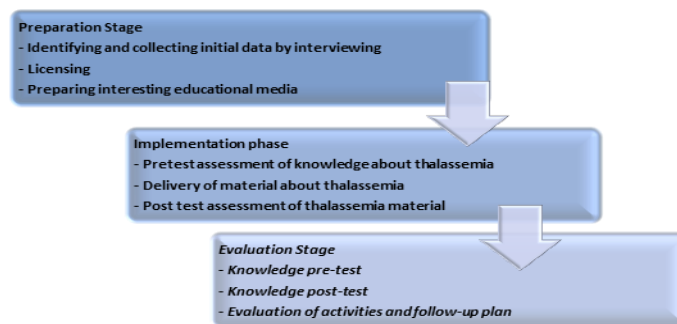 Preparation Stage
- Identifying and collecting initial data by interviewing
- Licensing
- Preparing interesting educational media
Implementation phase
- Pretest assessment of knowledge about thalassemia
- Delivery of material about thalassemia
- Post test assessment of thalassemia material
Evaluation Stage
- Knowledge pre-test
- Knowledge post-test
- Evaluation of activities and follow-up plan